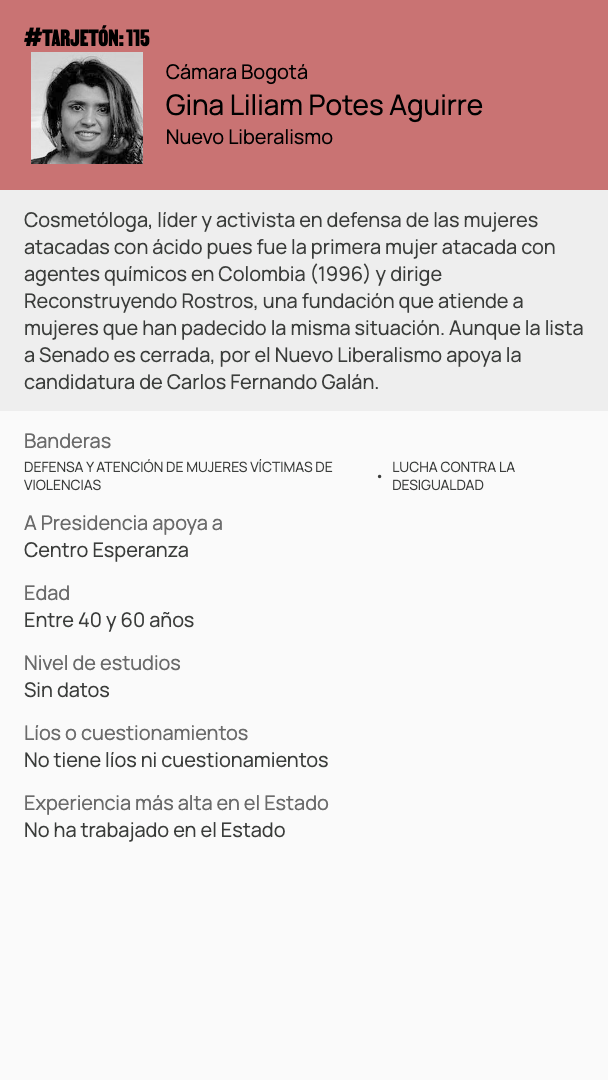 #TARJETÓN: 115
Cámara Bogotá
Gina Liliam Potes Aguirre
Nuevo Liberalismo
Cosmetóloga, líder y activista en defensa de las mujeres
atacadas con ácido pues fue la primera mujer atacada con
agentes químicos en Colombia (1996) y dirige
Reconstruyendo Rostros, una fundación que atiende a
mujeres que han padecido la misma situación. Aunque la lista
a Senado es cerrada, por el Nuevo Liberalismo apoya la
candidatura de Carlos Fernando Galán.
Banderas
DEFENSA Y ATENCIÓN DE MUJERES VÍCTIMAS DE
VIOLENCIAS
• LUCHA CONTRA LA
DESIGUALDAD
A Presidencia apoya a
Centro Esperanza
Edad
Entre 40 y 60 años
Nivel de estudios
Sin datos
Líos o cuestionamientos
No tiene líos ni cuestionamientos
Experiencia más alta en el Estado
No ha trabajado en el Estado